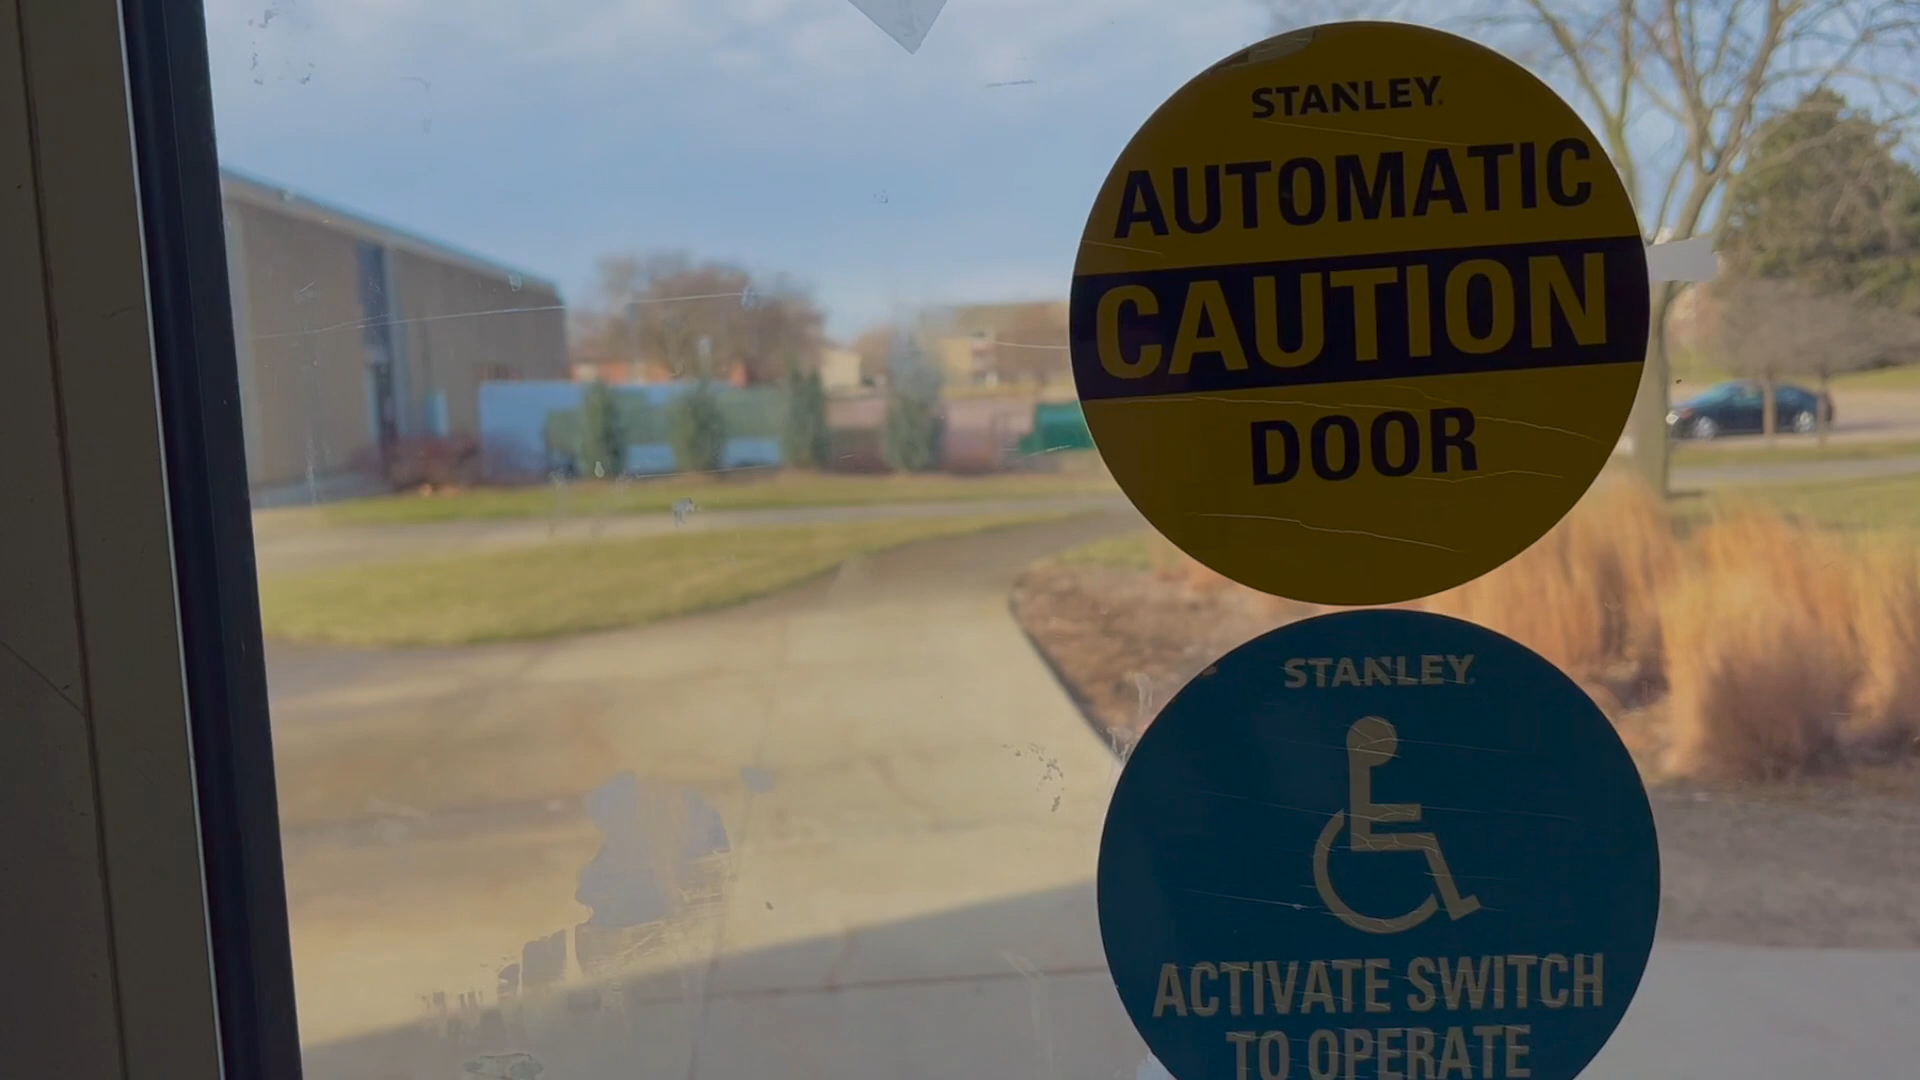 STANLEY
AUTOMATIC
CAUTION
DOOR
STANLEY
ACTIVATE SWITCH
TO OPERATE